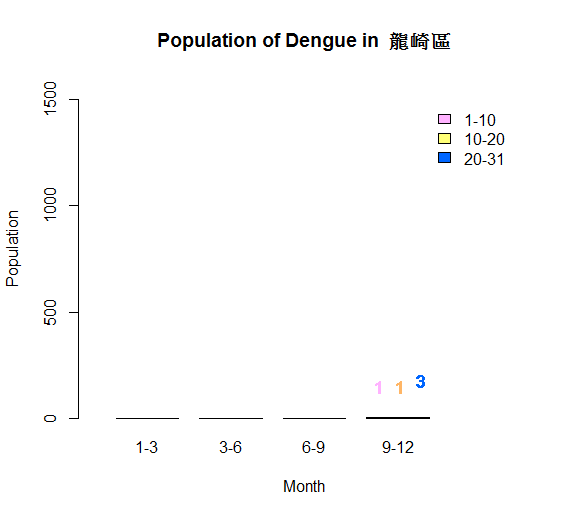 Population of Dengue in 龍崎區
1500
1000
500
0
Population
1-10
10-20
20-31
1 1 3
1-3 3-6 6-9 9-12
Month